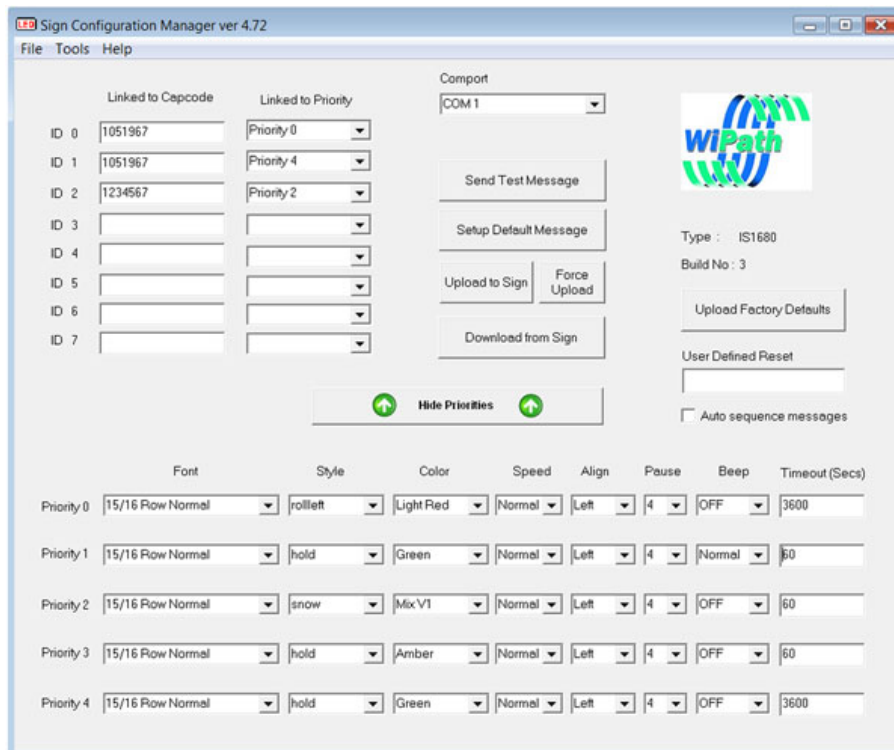 LED Sign Configuration Manager ver 4.72
File Tools Help
Linked to Capcode Linked to Priority
ID 0 1051967 Priority 0
ID 1 1051967 Priority 4
ID 2 1234567 Priority 2
ID 3
ID 4
ID 5
ID 6
ID 7
Comport
COM 1
Send Test Message
Setup Default Message
Upload to Sign Force Upload
Download from Sign
WiPath
Type : IS1680
Build No : 3
Upload Factory Defaults
User Defined Reset
Auto sequence messages
Hide Priorities
Font Style Color Speed Align Pause Beep Timeout (Secs)
Priority 0 15/16 Row Normal rollleft Light Red Normal Left 4 OFF 3600
Priority 1 15/16 Row Normal hold Green Normal Left 4 Normal 60
Priority 2 15/16 Row Normal snow Mix V1 Normal Left 4 OFF 60
Priority 3 15/16 Row Normal hold Amber Normal Left 4 OFF 60
Priority 4 15/16 Row Normal hold Green Normal Left 4 OFF 3600